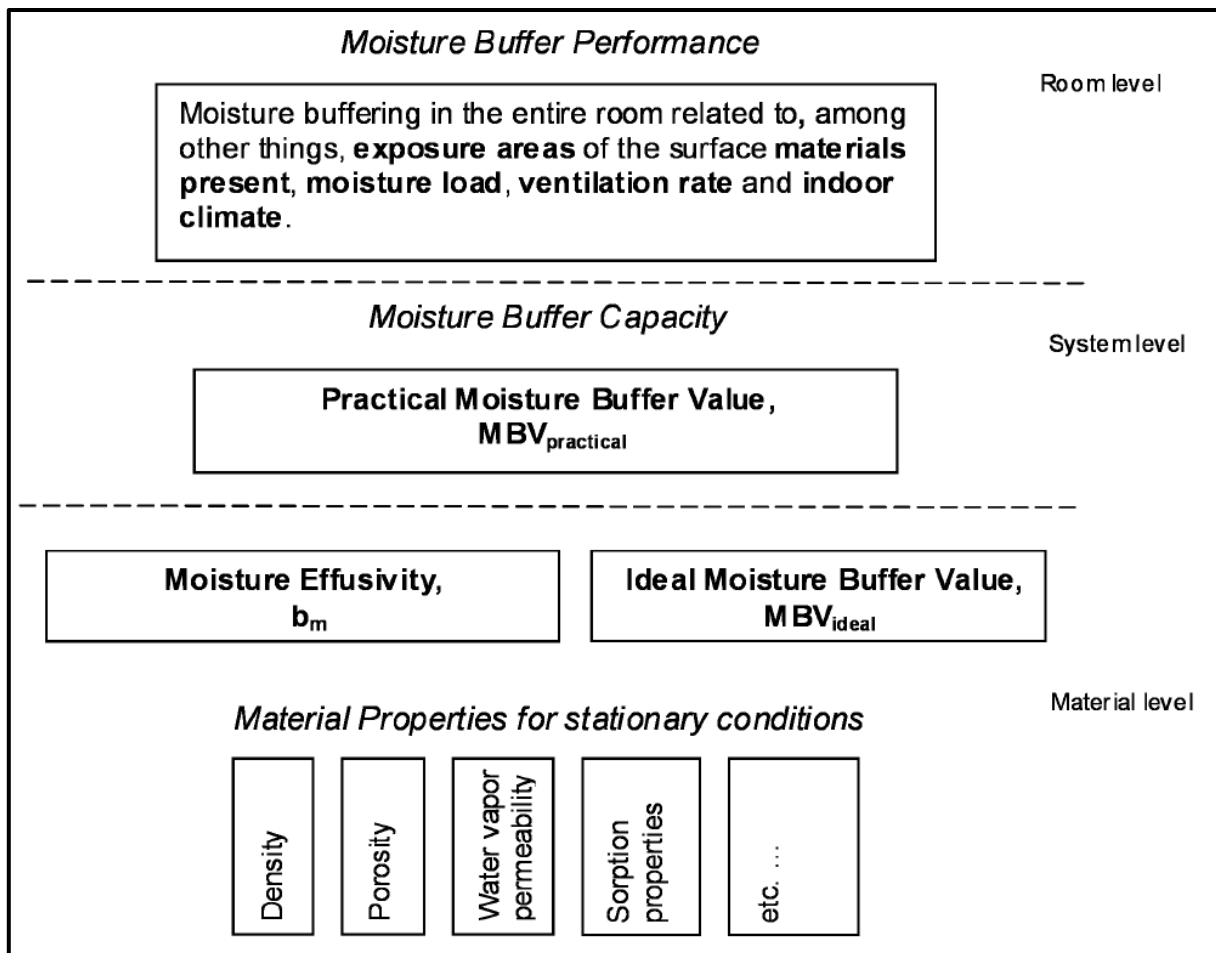 Moisture Buffer Performance
Room level
Moisture buffering in the entire room related to, among
other things, exposure areas of the surface materials
present, moisture load, ventilation rate and indoor
climate.
Moisture Buffer Capacity
System level
Practical Moisture Buffer Value,
MBVpractical
Moisture Effusivity,
bm
Ideal Moisture Buffer Value,
MBVideal
Material level
Material Properties for stationary conditions
Density
Porosity
Water vapor
permeability
Sorption
properties
etc. ...